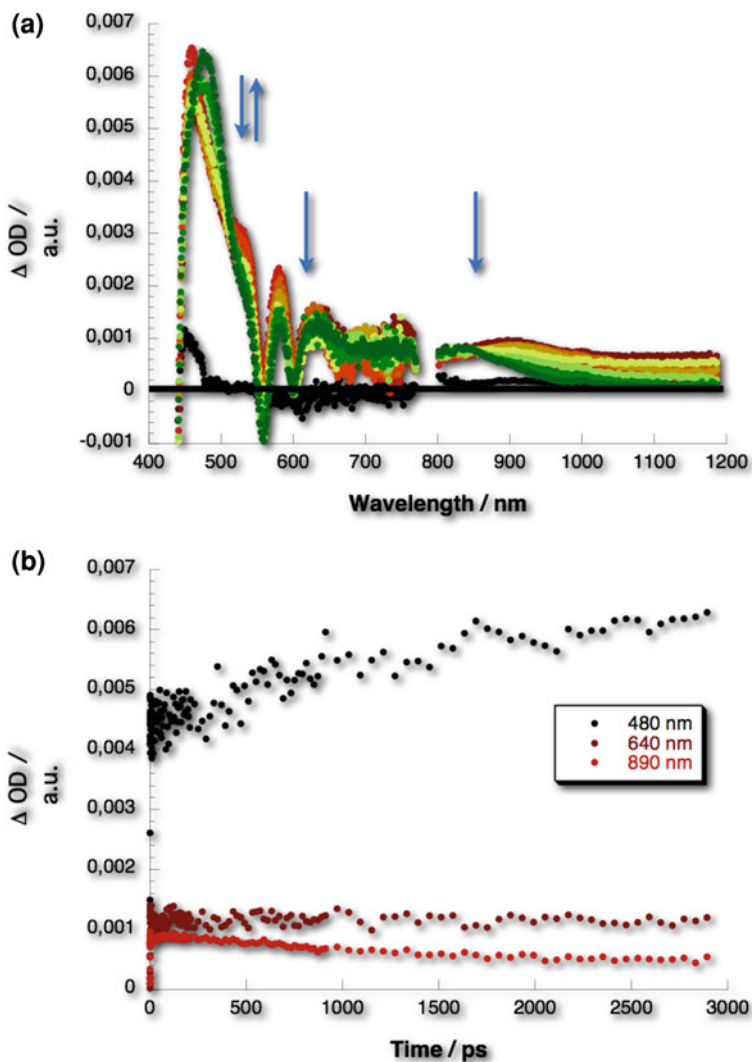 (a)
0,007
0,006
0,005
0,004
Δ OD /
a.u.
0,003
0,002
0,001
0
-0,001
400 500 600 700 800 900 1000 1100 1200
Wavelength / nm
(b)
0,007
0,006
0,005
0,004
Δ OD /
a.u.
0,003
0,002
0,001
0
480 nm
640 nm
890 nm
0 500 1000 1500 2000 2500 3000
Time / ps